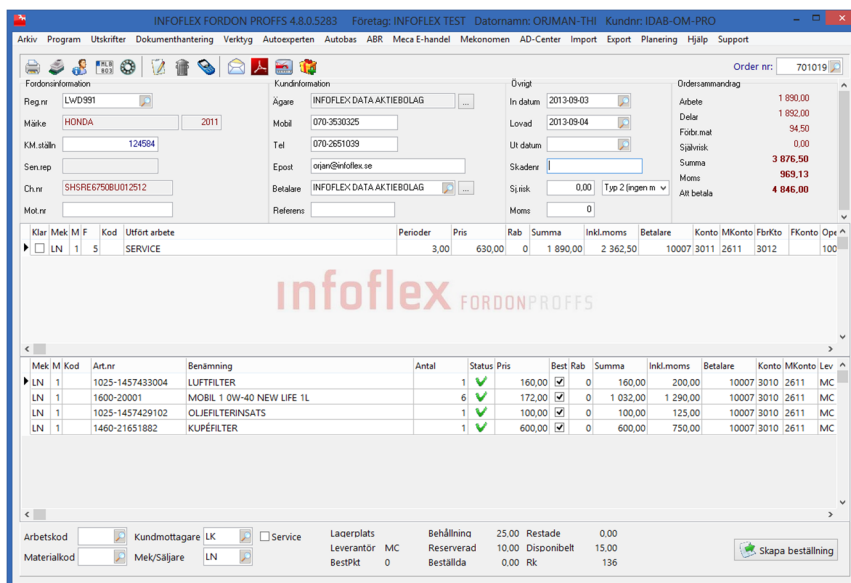 INFOFLEX FORDON PROFFS 4.8.0.5283 Företag: INFOFLEX TEST Datornamn: ORJMAN-THI Kundnr: IDAB-OM-PRO
Arkiv Program Utskrifter Dokumenthantering Verktyg Autoexperten Autobas ABR Meca E-handel Mekonomen AD-Center Import Export Planering Hjälp Support
Order nr: 701019
Fordonsinformation Kundinformation Övrigt Ordersammandrag
Reg.nr LWD991 Ägare INFOFLEX DATA AKTIEBOLAG ... In datum 2013-09-03 Arbete 1 890,00
Märke HONDA 2011 Mobil 070-3530325 Lovad 2013-09-04 Delar 1 892,00
Förbr.mat 94,50
KM.ställn 124584 Tel 070-2651039 Ut datum Självrisk 0,00
Sen.rep Epost orjan@infoflex.se Skadenr Summa 3 876,50
Moms 969,13
Ch.nr SHSRE6750BU012512 Betalare INFOFLEX DATA AKTIEBOLAG ... Sj.risk 0,00 Typ 2 (ingen m Att betala 4 846,00
Mot.nr Referens Moms 0
Klar Mek M F Kod Utfört arbete Perioder Pris Rab Summa Inkl.moms Betalare Konto MKonto FbrKto FKonto Ope
LN 1 5 SERVICE 3,00 630,00 0 1 890,00 2 362,50 10007 3011 2611 3012 100
infoflex FORDONPROFFS
Mek M Kod Art.nr Benämning Antal Status Pris Best Rab Summa Inkl.moms Betalare Konto MKonto Lev
LN 1 1025-1457433004 LUFTFILTER 1 160,00 0 160,00 200,00 10007 3010 2611 MC
LN 1 1600-20001 MOBIL 1 0W-40 NEW LIFE 1L 6 172,00 0 1 032,00 1 290,00 10007 3010 2611 MC
LN 1 1025-1457429102 OLJEFILTERINSATS 1 100,00 0 100,00 125,00 10007 3010 2611 MC
LN 1 1460-21651882 KUPÉFILTER 1 600,00 0 600,00 750,00 10007 3010 2611 MC
Arbetskod Kundmottagare LK Service Lagerplats Behållning 25,00 Restade 0,00
Leverantör MC Reserverad 10,00 Disponibelt 15,00
Materialkod Mek/Säljare LN BestPkt 0 Beställda 0,00 Rk 136
Skapa beställning